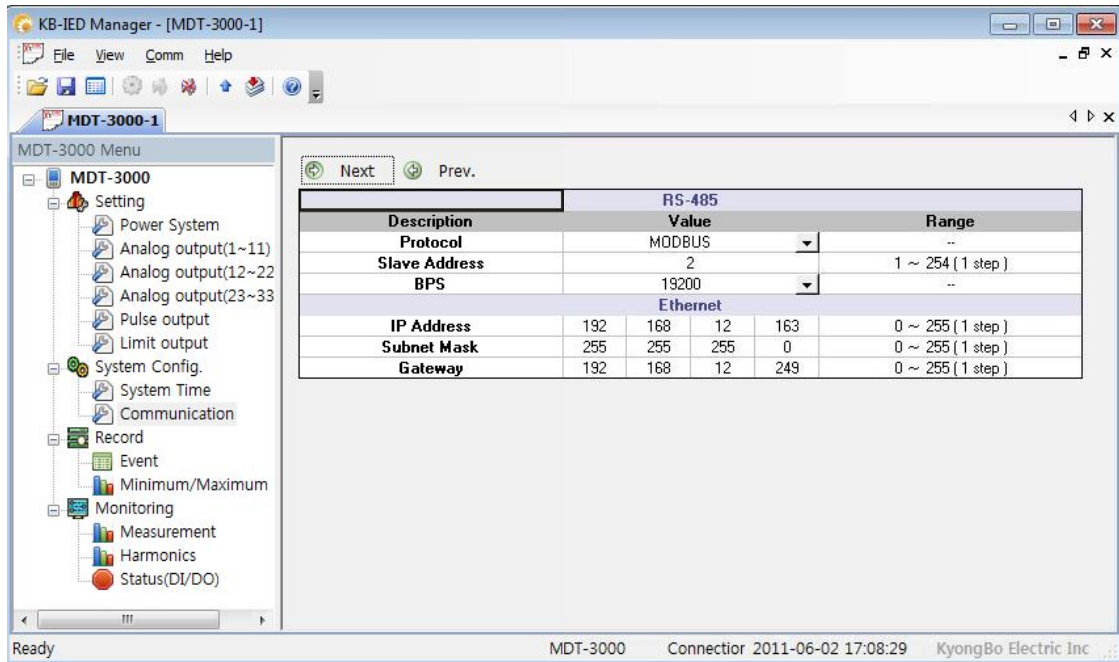 KB-IED Manager - [MDT-3000-1]
File View Comm Help
MDT-3000-1
MDT-3000 Menu
MDT-3000
Setting
Power System
Analog output(1~11)
Analog output(12~22
Analog output(23~33
Pulse output
Limit output
System Config.
System Time
Communication
Record
Event
Minimum/Maximum
Monitoring
Measurement
Harmonics
Status(DI/DO)
Next Prev.
RS-485
Description Value Range
Protocol MODBUS --
Slave Address 2 1 ~ 254 ( 1 step )
BPS 19200 --
Ethernet
IP Address 192 168 12 163 0 ~ 255 ( 1 step )
Subnet Mask 255 255 255 0 0 ~ 255 ( 1 step )
Gateway 192 168 12 249 0 ~ 255 ( 1 step )
Ready MDT-3000 Connectior 2011-06-02 17:08:29 KyongBo Electric Inc